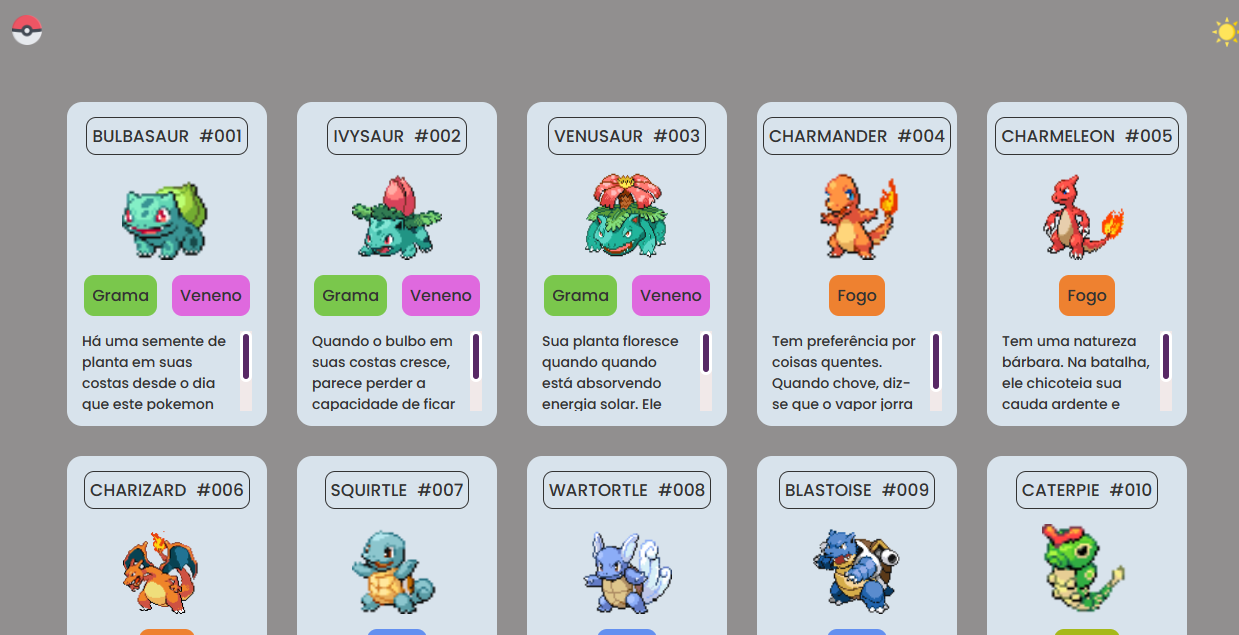 BULBASAUR #001
Grama Veneno
Há uma semente de
planta em suas
costas desde o dia
que este pokemon
IVYSAUR #002
Grama Veneno
Quando o bulbo em
suas costas cresce,
parece perder a
capacidade de ficar
VENUSAUR #003
Grama Veneno
Sua planta floresce
quando quando
está absorvendo
energia solar. Ele
CHARMANDER #004
Fogo
Tem preferência por
coisas quentes.
Quando chove, diz-
se que o vapor jorra
CHARMELEON #005
Fogo
Tem uma natureza
bárbara. Na batalha,
ele chicoteia sua
cauda ardente e
CHARIZARD #006
SQUIRTLE #007
WARTORTLE #008
BLASTOISE #009
CATERPIE #010